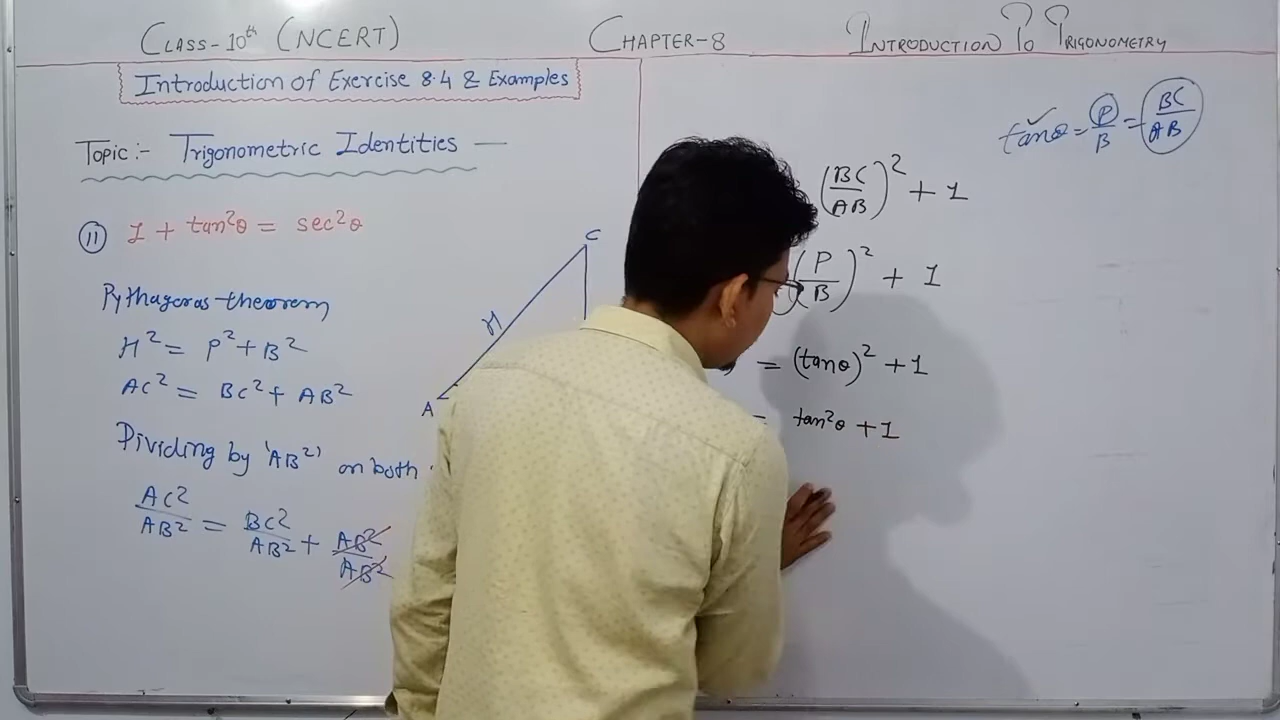 CLASS-10th (NCERT) CHAPTER-8 INTRODUCTION TO TRIGONOMETRY
Introduction of Exercise 8.4 & Examples
TOPIC:- Trigonometric Identities
(11) 1 + tan²θ = sec²θ
Pythagoras theorem
H² = P² + B²
AC² = BC² + AB²
Dividing by 'AB²' on both
AC²/AB² = BC²/AB² + AB²/AB²
C
H
A
tanθ = P/B = BC/AB
(BC/AB)² + 1
(P/B)² + 1
= (tanθ)² + 1
= tan²θ + 1